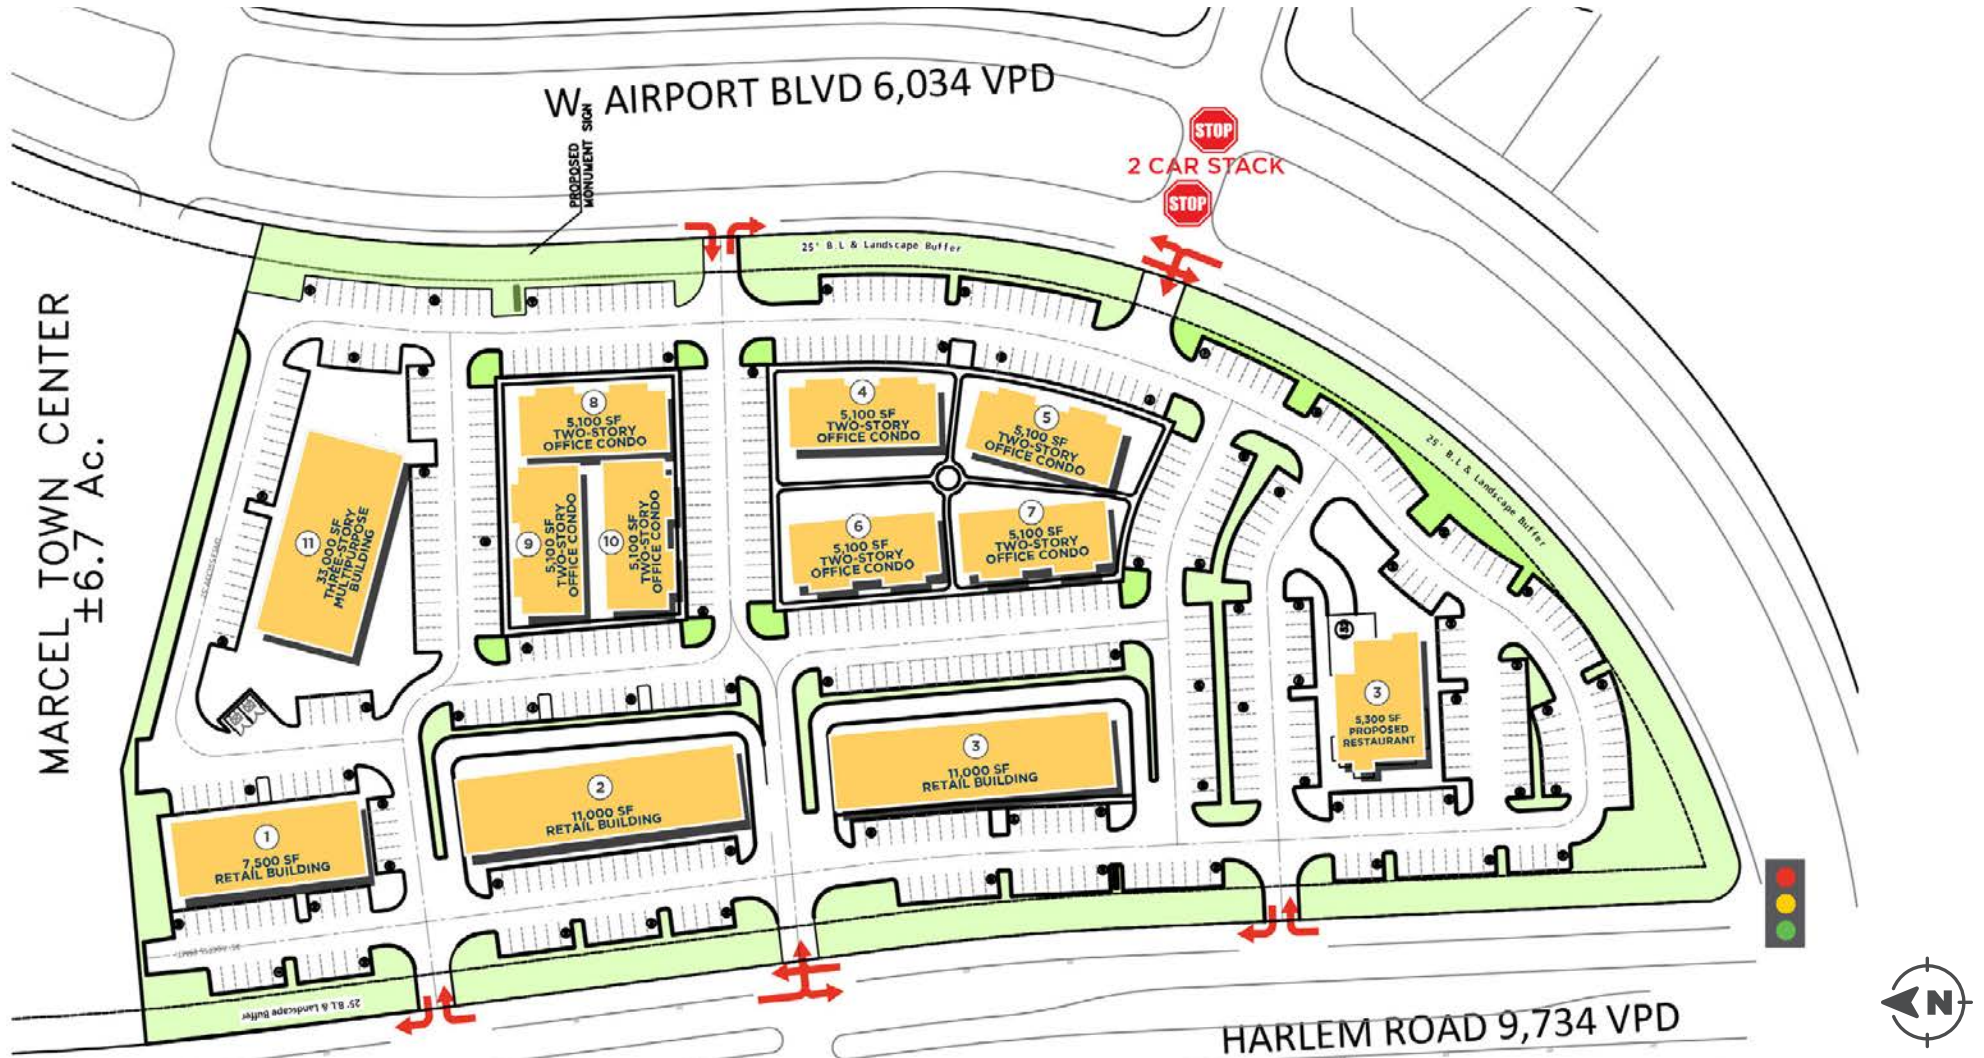 W. AIRPORT BLVD 6,034 VPD
PROPOSED
MONUMENT SIGN
STOP
2 CAR STACK
STOP
25' B.L & Landscape Buffer
25' B.L & Landscape Buffer
MARCEL TOWN CENTER
±6.7 Ac.
11
33,000 SF
THREE-STORY
MULTIPURPOSE
BUILDING
8
5,100 SF
TWO-STORY
OFFICE CONDO
9
5,100 SF
TWO-STORY
OFFICE CONDO
10
5,100 SF
TWO-STORY
OFFICE CONDO
4
5,100 SF
TWO-STORY
OFFICE CONDO
5
5,100 SF
TWO-STORY
OFFICE CONDO
6
5,100 SF
TWO-STORY
OFFICE CONDO
7
5,100 SF
TWO-STORY
OFFICE CONDO
3
5,300 SF
PROPOSED
RESTAURANT
1
7,500 SF
RETAIL BUILDING
2
11,000 SF
RETAIL BUILDING
3
11,000 SF
RETAIL BUILDING
25' B.L & Landscape Buffer
HARLEM ROAD 9,734 VPD
N